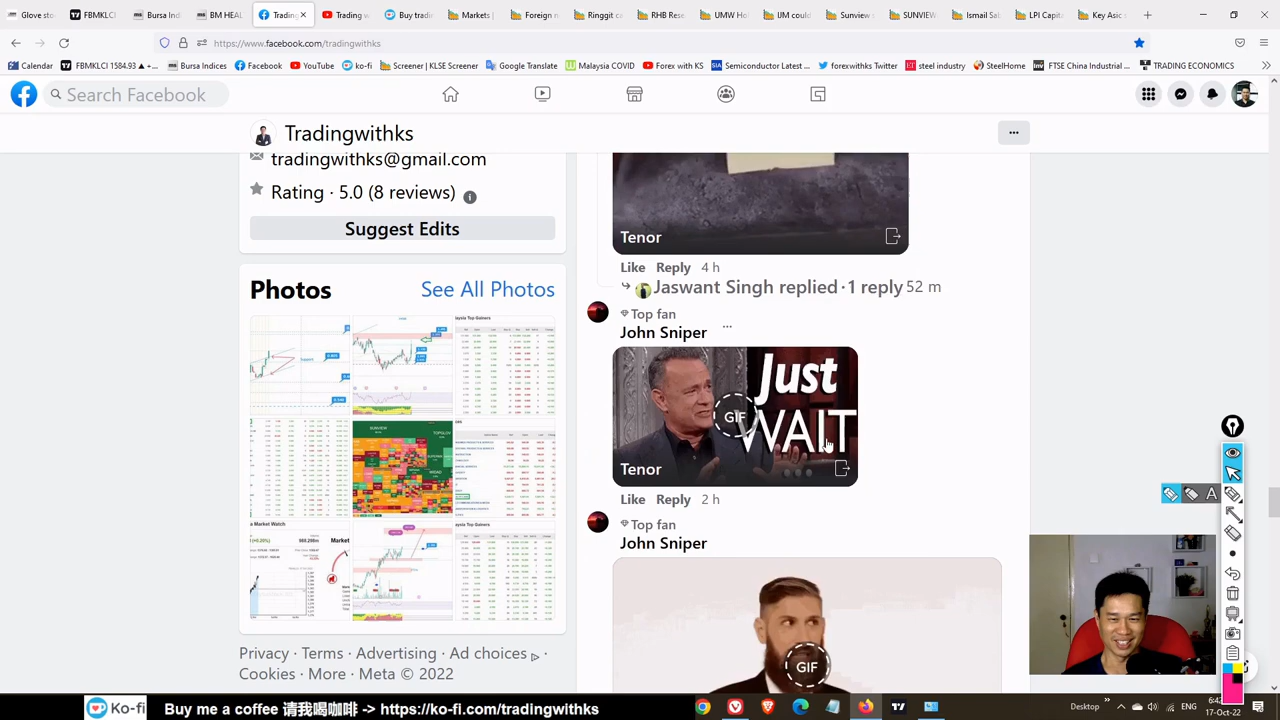 Glove sto
FBMKLCI
Bursa Ind
BM HEAL
Trading
Trading w
Buy tradin
Markets |
Foreign n
Ringgit c
RHB Rese
UMW Ho
UM could
Sunview
SUNVIEW
Ismail Sa
LPI Capita
Key Asic
https://www.facebook.com/tradingwithks
Calendar
FBMKLCI 1584.93 ▲ +...
Bursa Indices
Facebook
YouTube
ko-fi
Screener | KLSE Screener
Google Translate
Malaysia COVID
Forex with KS
Semiconductor Latest ...
forexwithks Twitter
steel industry
SteelHome
FTSE China Industrial ...
TRADING ECONOMICS
Search Facebook
Tradingwithks
tradingwithks@gmail.com
Rating · 5.0 (8 reviews)
Suggest Edits
Photos
See All Photos
SUNVIEW
Market
Privacy · Terms · Advertising · Ad choices ·
Cookies · More · Meta © 2022
Tenor
Like Reply 4 h
Jaswant Singh replied · 1 reply 52 m
Top fan
John Sniper
Just
WAIT
GIF
Tenor
Like Reply 2 h
Top fan
John Sniper
GIF
Ko-fi
Buy me a coffee 请我喝咖啡 -> https://ko-fi.com/tradingwithks
Desktop
ENG
17-Oct-22